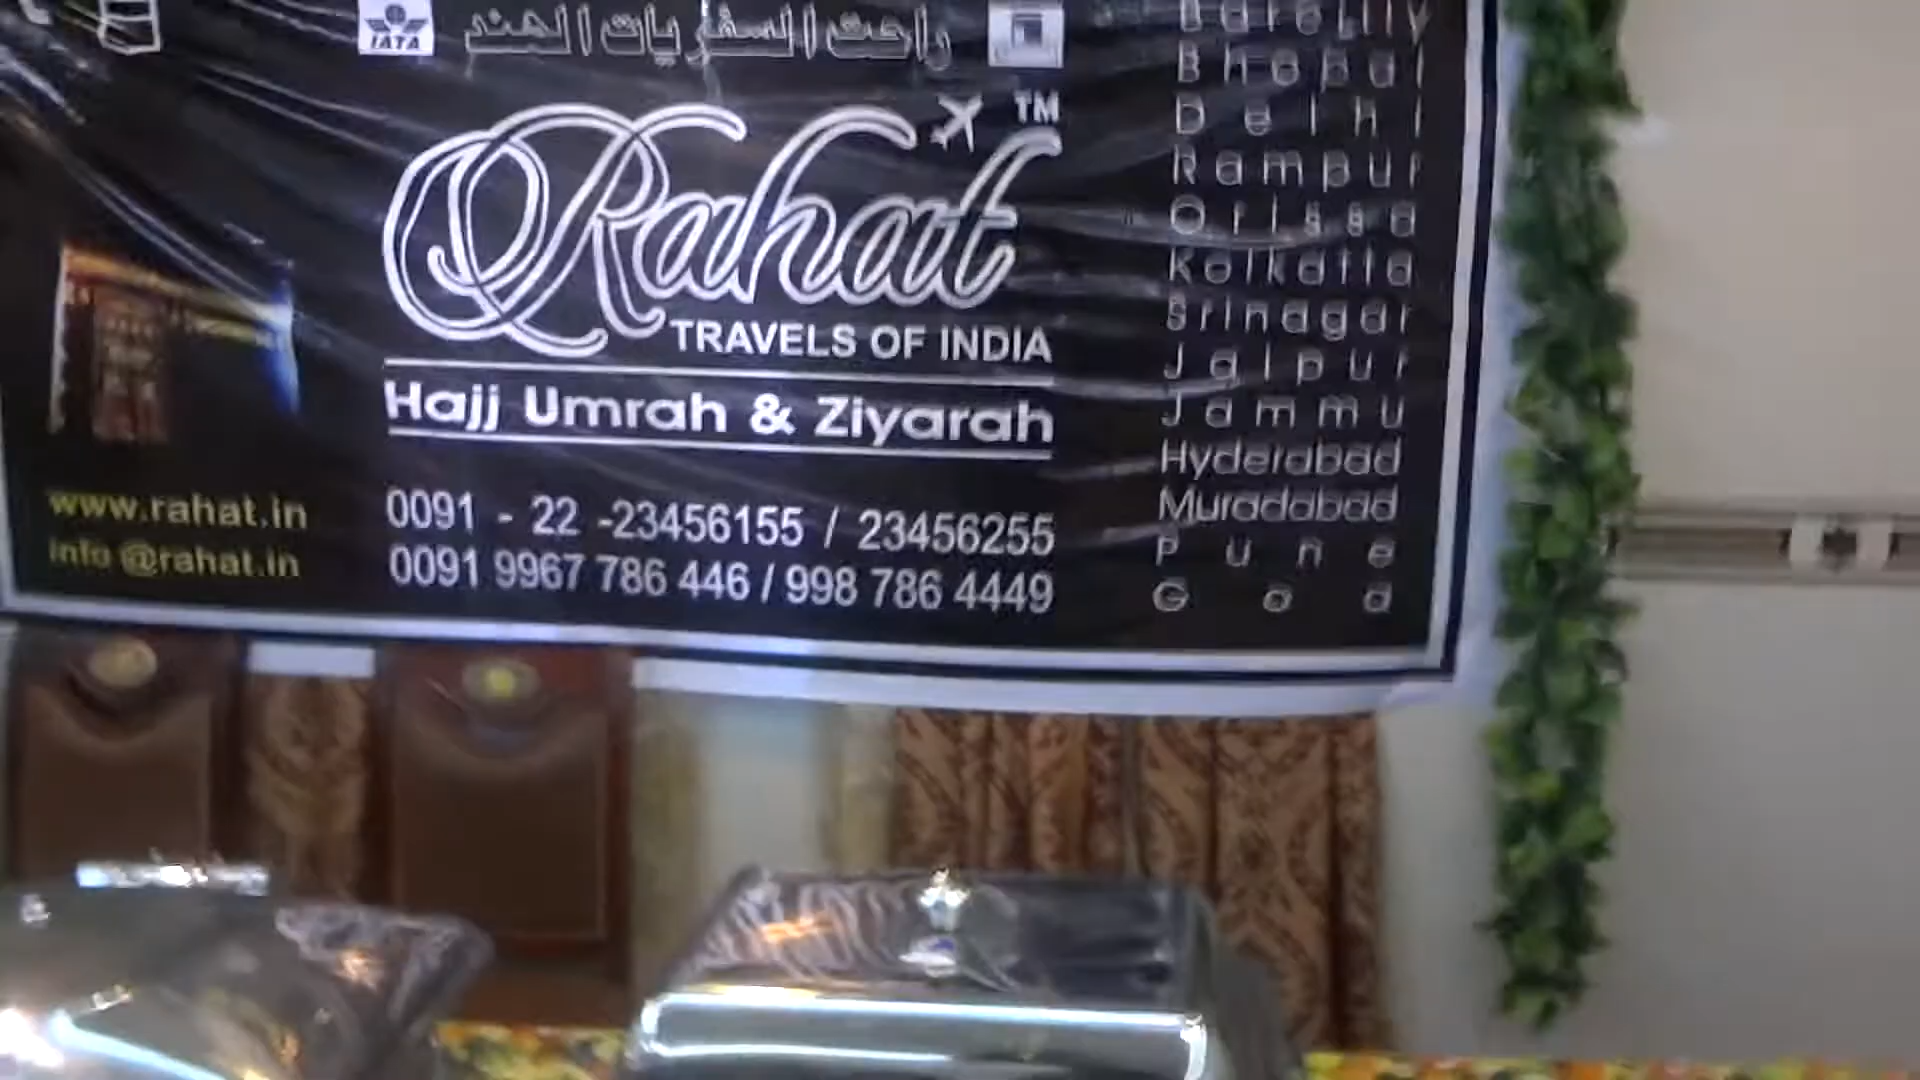 IATA
راحت السفریات الهند
Rahat TM
TRAVELS OF INDIA
Hajj Umrah & Ziyarah
www.rahat.in
info @rahat.in
0091 - 22 -23456155 / 23456255
0091 9967 786 446 / 998 786 4449
Bareilly
Bhopal
Delhi
Rampur
Orissa
Kolkatta
Srinagar
Jaipur
Jammu
Hyderabad
Muradabad
Pune
Goa